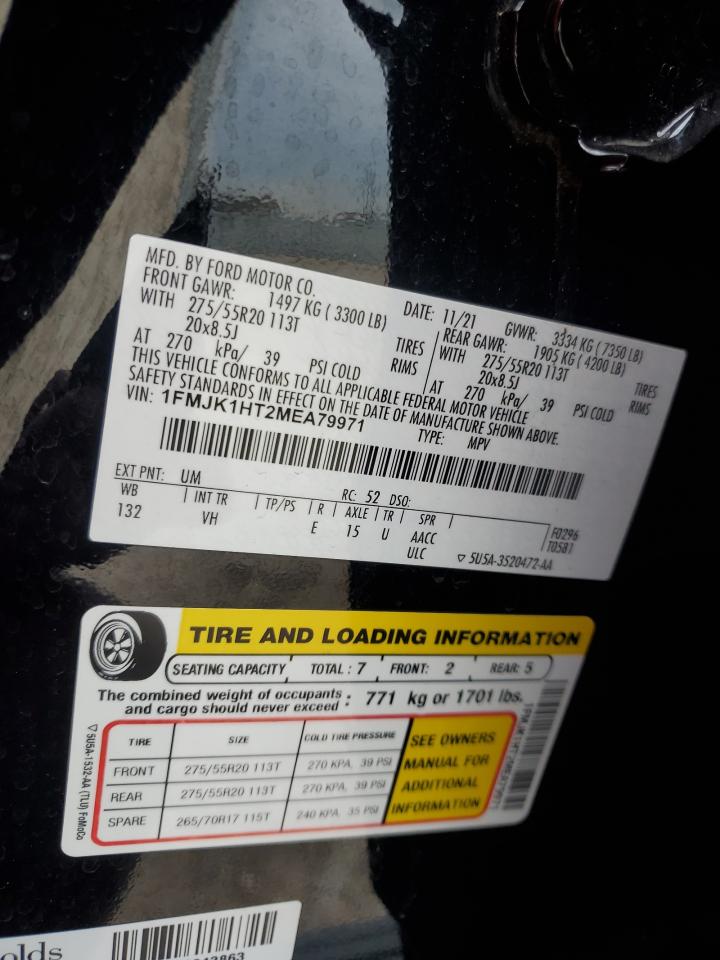 MFD. BY FORD MOTOR CO.
DATE: 11/21 GVWR: 3334 KG ( 7350 LB)
FRONT GAWR: 1497 KG ( 3300 LB) REAR GAWR: 1905 KG ( 4200 LB)
WITH 275/55R20 113T TIRES WITH 275/55R20 113T TIRES
20x8.5J RIMS 20x8.5J RIMS
AT 270 kPa/ 39 PSI COLD AT 270 kPa/ 39 PSI COLD
THIS VEHICLE CONFORMS TO ALL APPLICABLE FEDERAL MOTOR VEHICLE
SAFETY STANDARDS IN EFFECT ON THE DATE OF MANUFACTURE SHOWN ABOVE.
VIN: 1FMJK1HT2MEA79971
TYPE: MPV
EXT PNT: UM RC: 52 DSO:
WB INT TR TP/PS R AXLE TR SPR
132 VH E 15 U AACC
ULC
F0296
T0587
5U5A-3520472-AA
TIRE AND LOADING INFORMATION
SEATING CAPACITY TOTAL : 7 FRONT: 2 REAR: 5
The combined weight of occupants
and cargo should never exceed : 771 kg or 1701 lbs.
TIRE SIZE COLD TIRE PRESSURE
FRONT 275/55R20 113T 270 KPA, 39 PSI
REAR 275/55R20 113T 270 KPA, 39 PSI
SPARE 265/70R17 115T 240 KPA, 35 PSI
SEE OWNERS
MANUAL FOR
ADDITIONAL
INFORMATION
5U5A-1532-AA (TLU) FoMoCo
olds